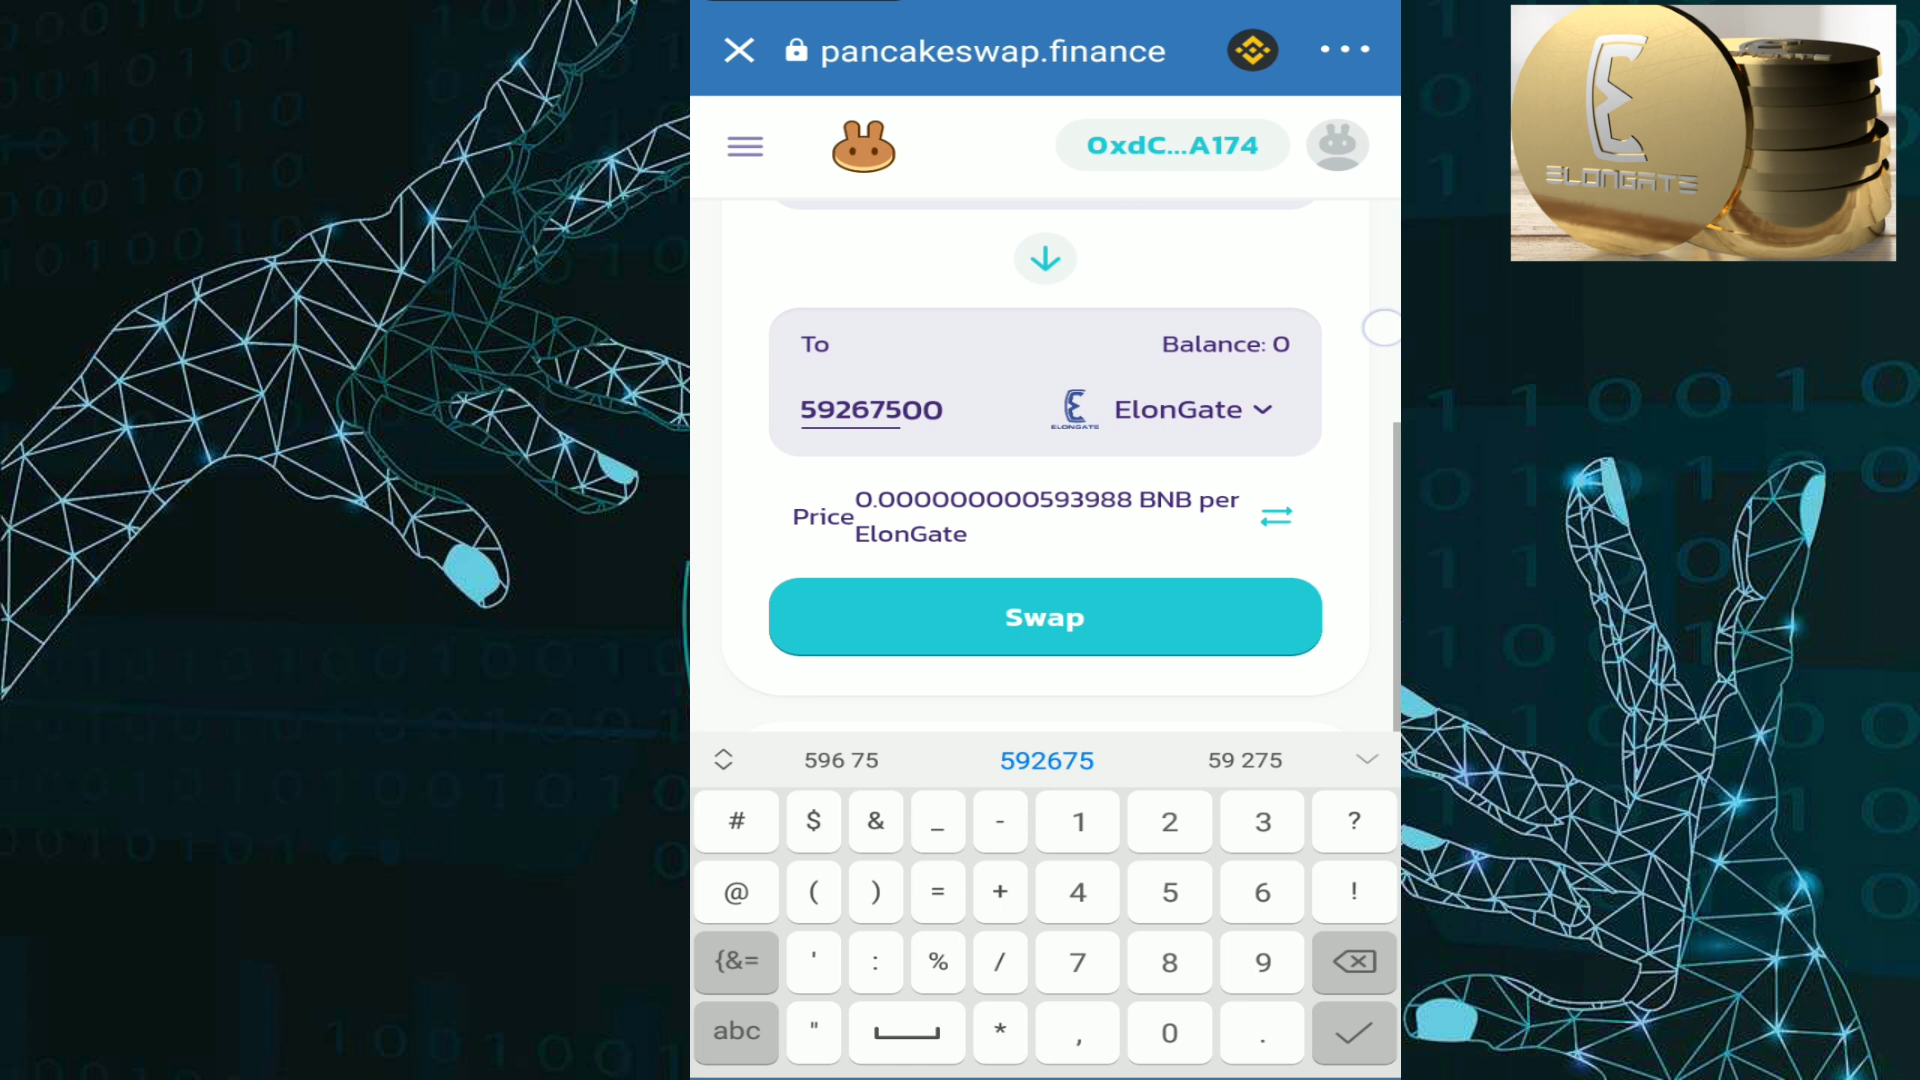 pancakeswap.finance
0xdC...A174
To
Balance: 0
59267500
ELONGATE
ElonGate
Price
0.000000000593988 BNB per
ElonGate
Swap
596 75
592675
59 275
# $ & _ - 1 2 3 ?
@ ( ) = + 4 5 6 !
{&= ' : % / 7 8 9
abc " * , 0 .
ELONGATE